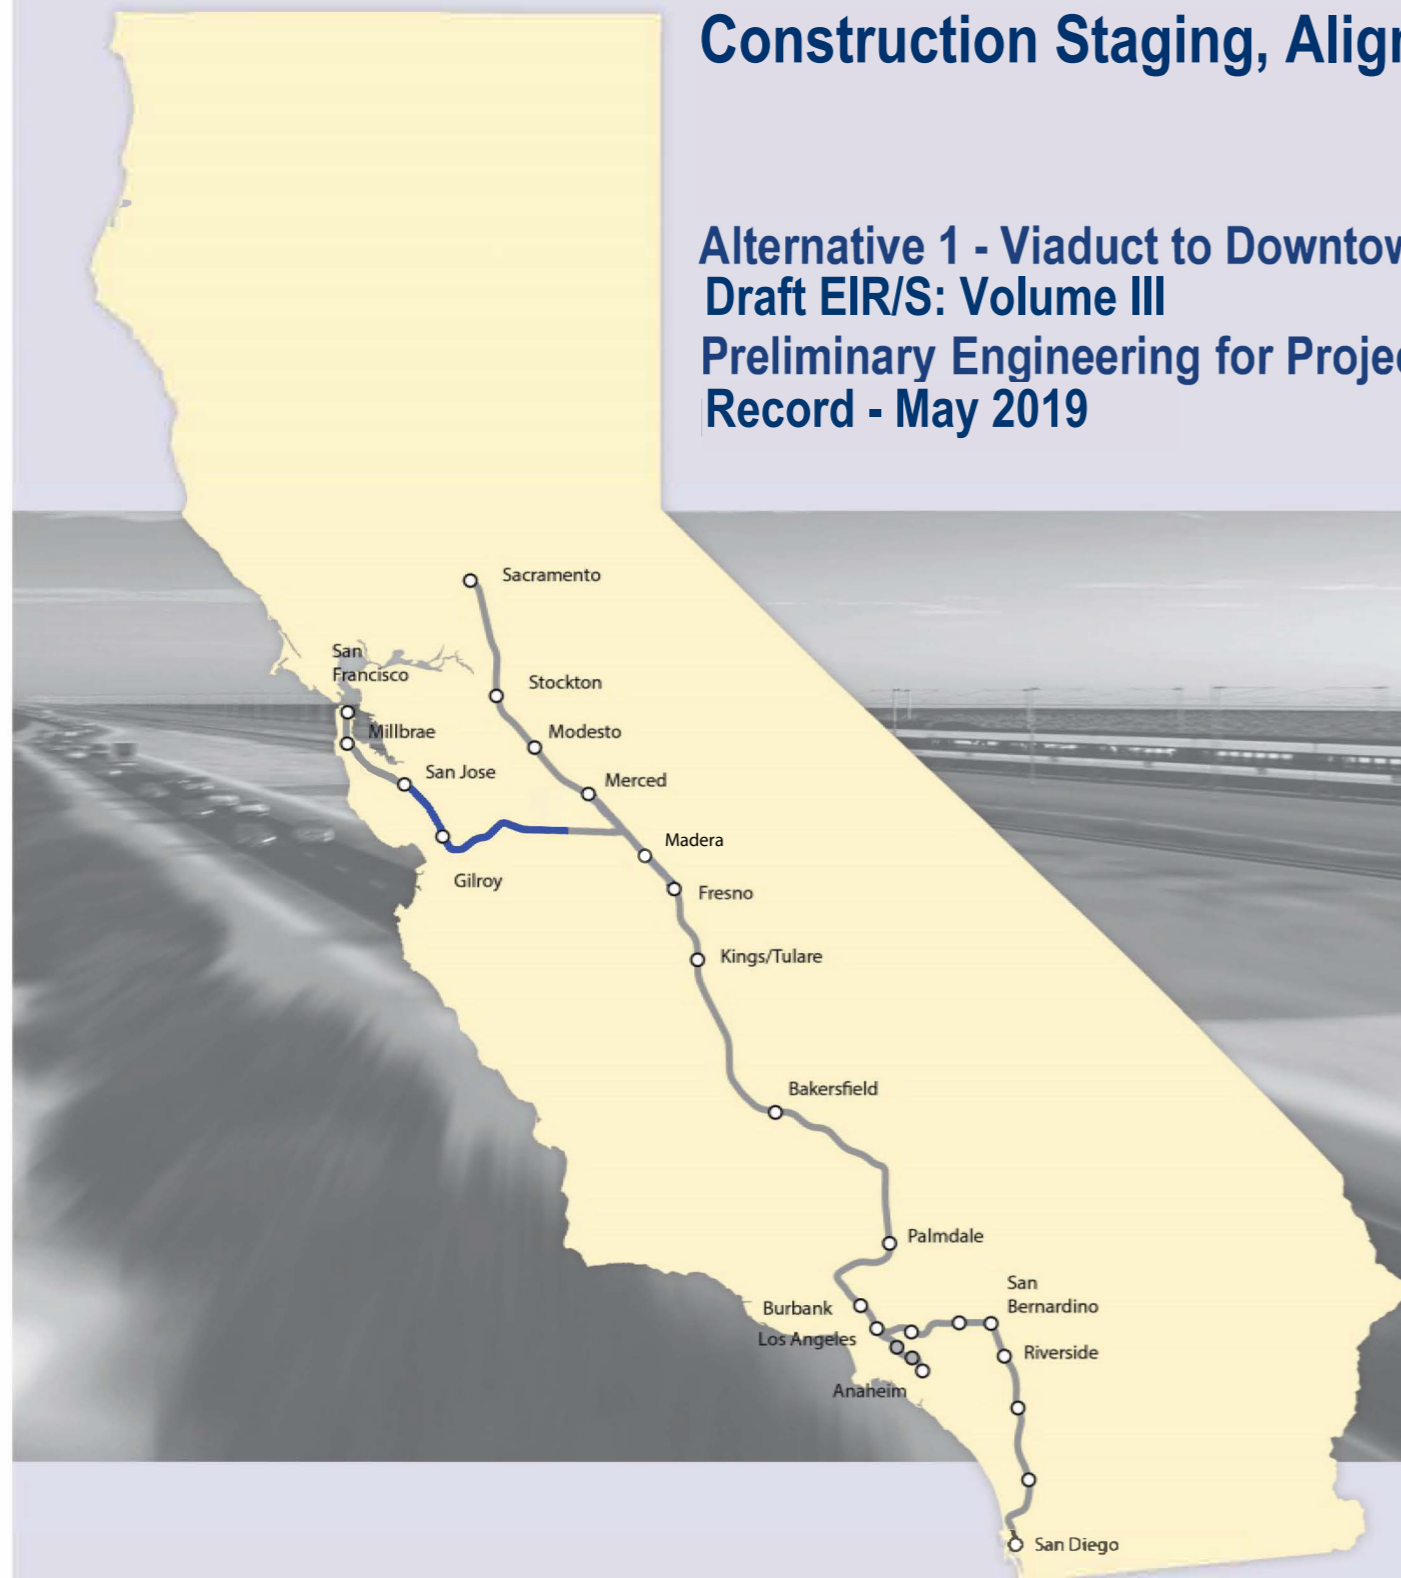 Construction Staging, Alig
Alternative 1 - Viaduct to Downtow
Draft EIR/S: Volume III
Preliminary Engineering for Projec
Record - May 2019
Sacramento
San
Francisco
Stockton
Millbrae
Modesto
San Jose
Merced
Madera
Gilroy
Fresno
Kings/Tulare
Bakersfield
Palmdale
San
Bernardino
Burbank
Los Angeles
Riverside
Anaheim
San Diego